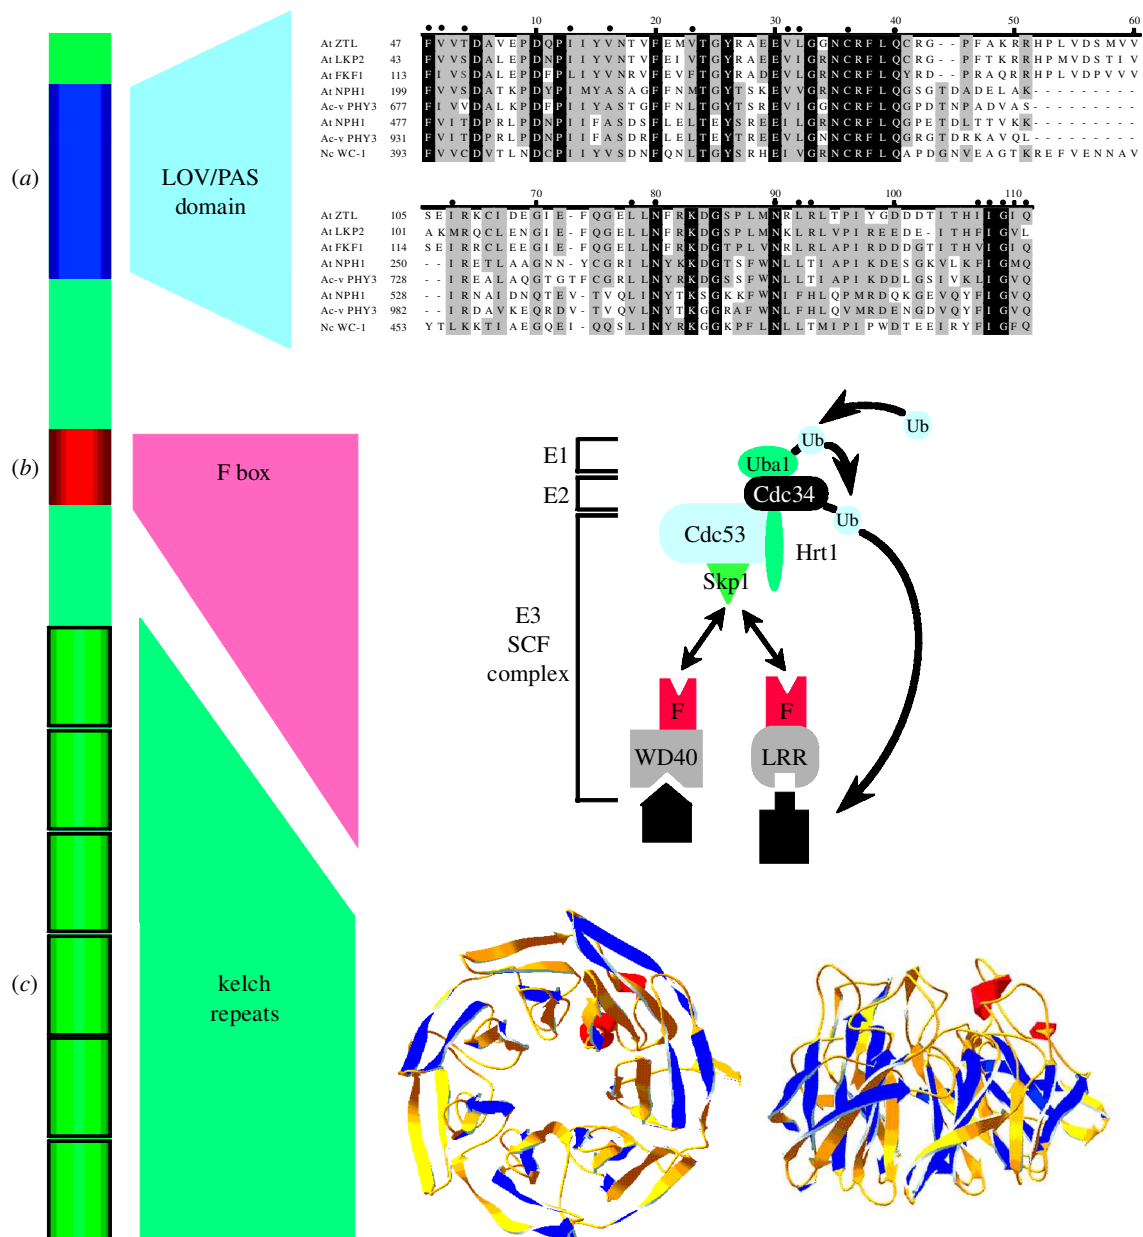 10 20 30 40 50 60
At ZTL 47 F V V T D A V E P D Q P I I Y V N T V F E M V T G Y R A E E V L G G N C R F L Q C R G - - P F A K R R H P L V D S M V V
At LKP2 43 F V V S D A L E P D Q P I I Y V N T V F E I V T G Y R A E E V I G R N C R F L Q C R G - - P F T K R R H P M V D S T I V
At FKF1 113 F I V S D A L E P D F P L I Y V N R V F E V F T G Y R A D E V L G R N C R F L Q Y R D - - P R A Q R R H P L V D P V V V
At NPH1 199 F V V S D A T K P D Y P I M Y A S A G F F N M T G Y T S K E V V G R N C R F L Q G S G T D A D E L A K - - - - - - - - -
Ac-v PHY3 677 F I V V D A L K P D F P I I Y A S T G F F N L T G Y T S R E V I G G N C R F L Q G P D T N P A D V A S - - - - - - - - -
At NPH1 477 F V I T D P R L P D N P I I F A S D S F L E L T E Y S R E E I L G R N C R F L Q G P E T D L T T V K K - - - - - - - - -
Ac-v PHY3 931 F V I T D P R L P D N P I I F A S D R F L E L T E Y T R E E V L G N N C R F L Q G R G T D R K A V Q L - - - - - - - - -
Nc WC-1 393 F V V C D V T L N D C P I I Y V S D N F Q N L T G Y S R H E I V G R N C R F L Q A P D G N V E A G T K R E F V E N N A V
(a)
LOV/PAS
domain
70 80 90 100 110
At ZTL 105 S E I R K C I D E G I E - F Q G E L L N F R K D G S P L M N R L R L T P I Y G D D D T I T H I I G I Q
At LKP2 101 A K M R Q C L E N G I E - F Q G E L L N F R K D G S P L M N K L R L V P I R E E D E - I T H F I G V L
At FKF1 114 S E I R R C L E E G I E - F Q G E L L N F R K D G T P L V N R L R L A P I R D D D G T I T H V I G I Q
At NPH1 250 - - I R E T L A A G N N - Y C G R I L N Y K K D G T S F W N L L T I A P I K D E S G K V L K F I G M Q
Ac-v PHY3 728 - - I R E A L A Q G T G T F C G R L L N Y R K D G S S F W N L L T I A P I K D D L G S I V K L I G V Q
At NPH1 528 - - I R N A I D N Q T E V - T V Q L I N Y T K S G K K F W N I F H L Q P M R D Q K G E V Q Y F I G V Q
Ac-v PHY3 982 - - I R D A V K E Q R D V - T V Q V L N Y T K G G R A F W N L F H L Q V M R D E N G D V Q Y F I G V Q
Nc WC-1 453 Y T L K K T I A E G Q E I - Q Q S L I N Y R K G G K P F L N L L T M I P I P W D T E E I R Y F I G F Q
(b)
F box
E1
E2
E3
SCF
complex
Ub
Ub
Uba1
Cdc34
Ub
Cdc53
Hrt1
Skp1
F F
WD40 LRR
(c)
kelch
repeats